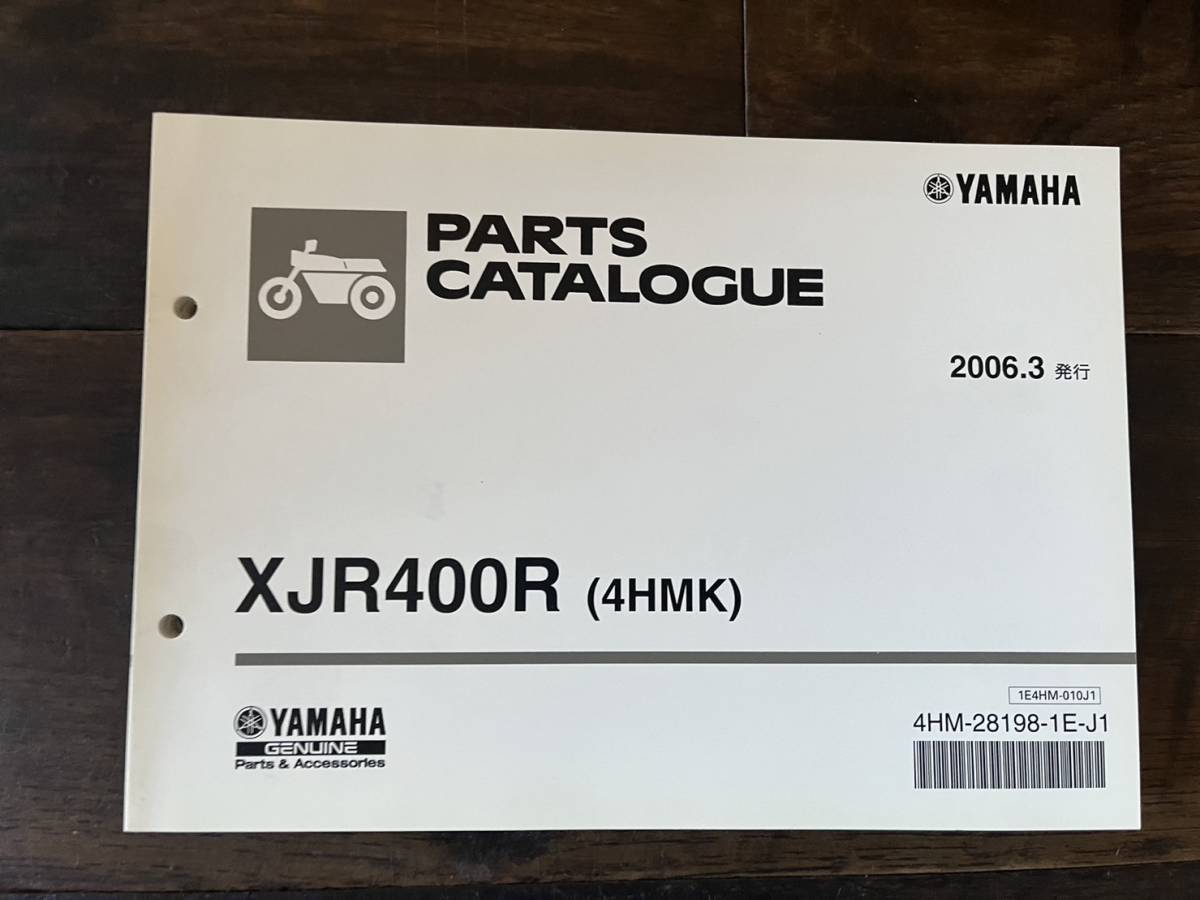 YAMAHA
PARTS
CATALOGUE
2006.3 発行
XJR400R (4HMK)
YAMAHA
GENUINE
Parts & Accessories
1E4HM-010J1
4HM-28198-1E-J1